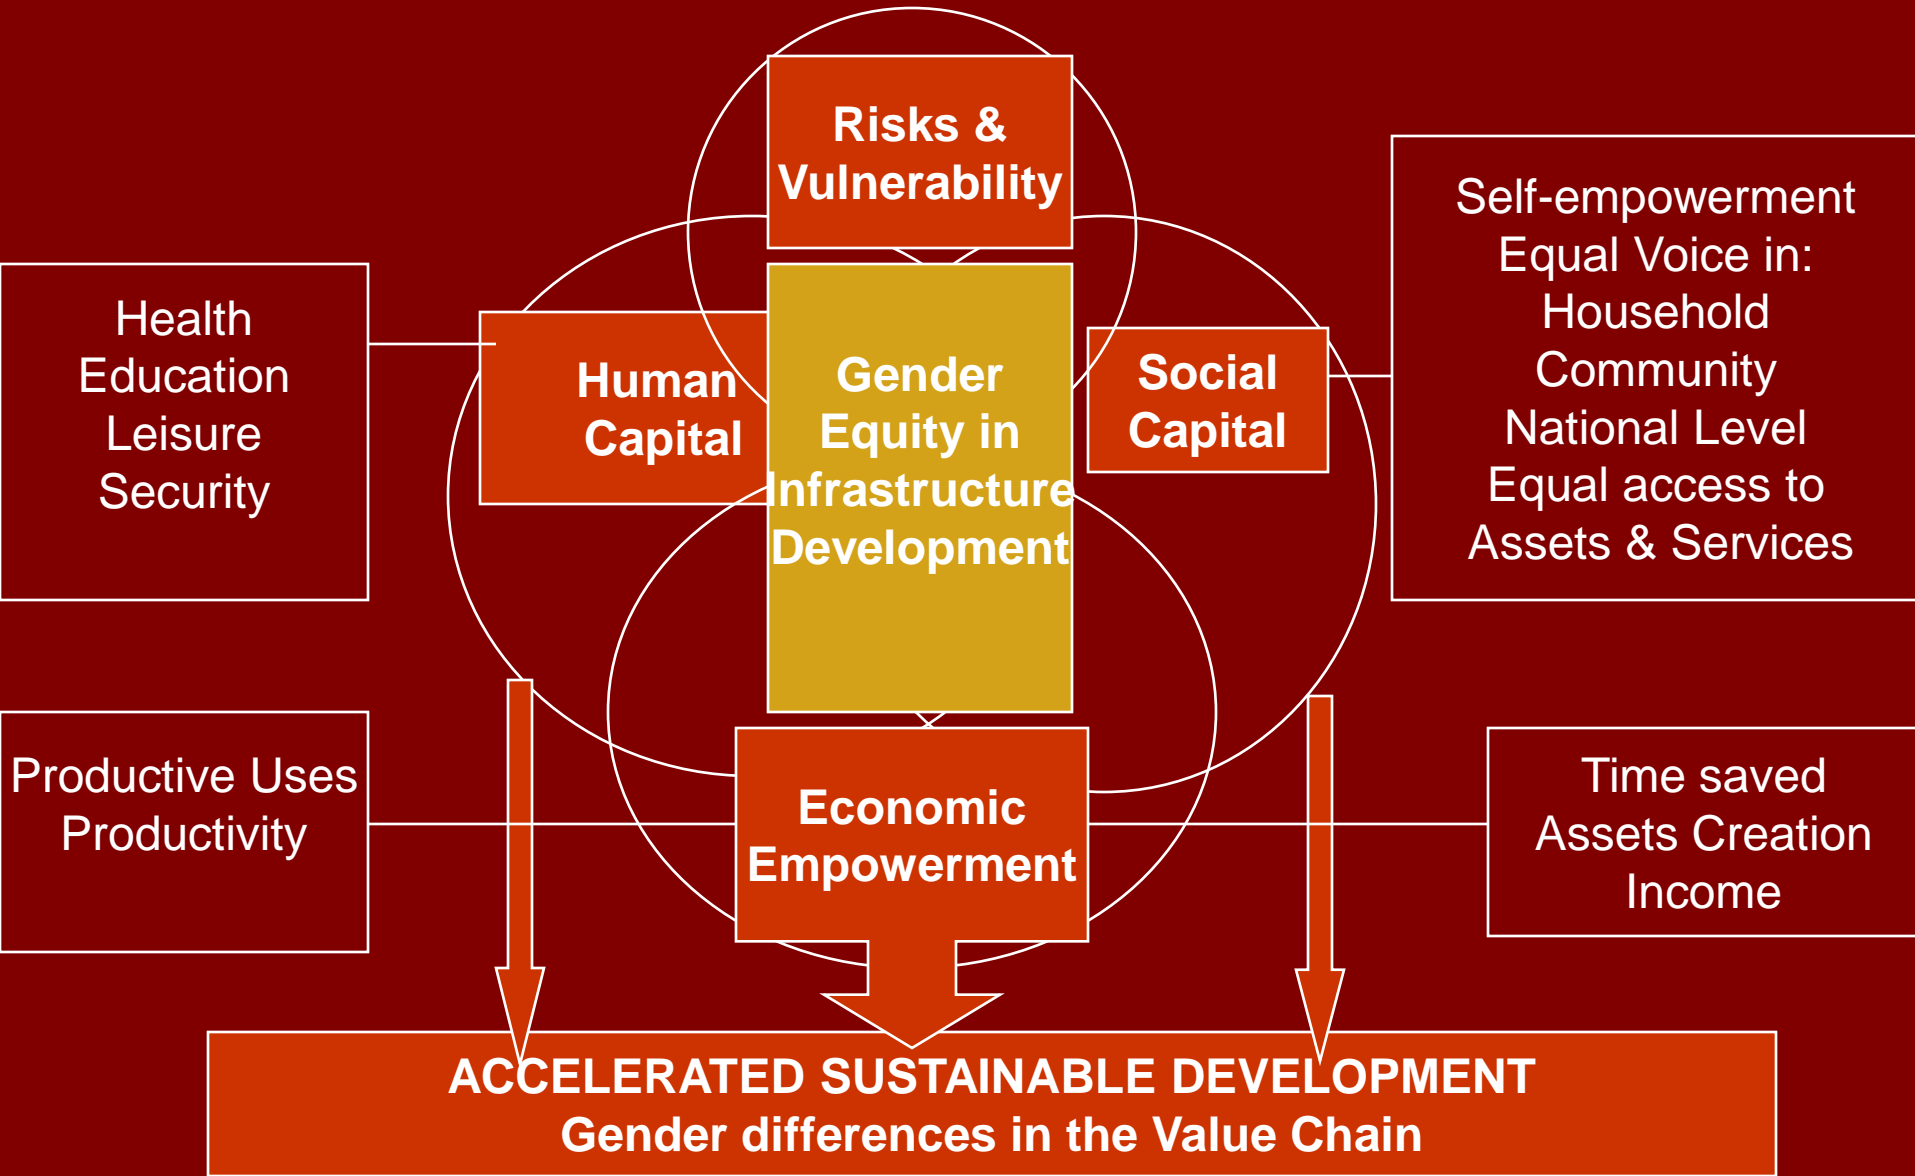 Risks &
Vulnerability
Self-empowerment
Equal Voice in:
Household
Community
National Level
Equal access to
Assets & Services
Health
Education
Leisure
Security
Human
Capital
Gender
Equity in
Infrastructure
Development
Social
Capital
Productive Uses
Productivity
Economic
Empowerment
Time saved
Assets Creation
Income
ACCELERATED SUSTAINABLE DEVELOPMENT
Gender differences in the Value Chain